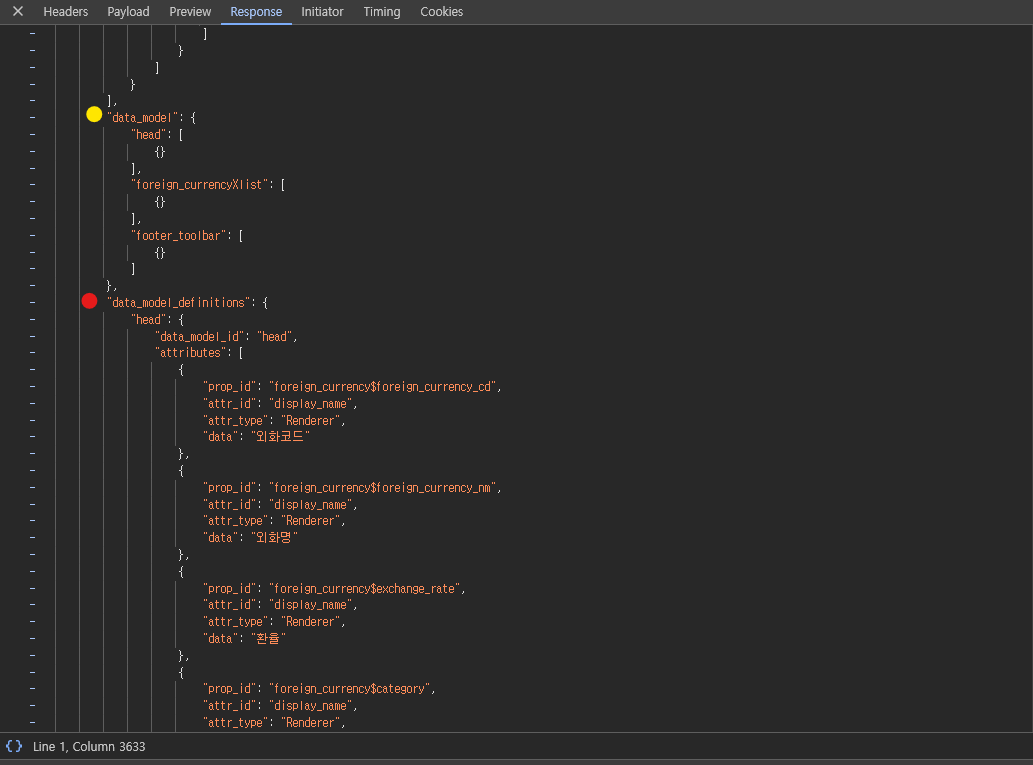 Headers Payload Preview Response Initiator Timing Cookies
]
}
]
}
],
"data_model": {
"head": [
{}
],
"foreign_currencyXlist": [
{}
],
"footer_toolbar": [
{}
]
},
"data_model_definitions": {
"head": {
"data_model_id": "head",
"attributes": [
{
"prop_id": "foreign_currency$foreign_currency_cd",
"attr_id": "display_name",
"attr_type": "Renderer",
"data": "외화코드"
},
{
"prop_id": "foreign_currency$foreign_currency_nm",
"attr_id": "display_name",
"attr_type": "Renderer",
"data": "외화명"
},
{
"prop_id": "foreign_currency$exchange_rate",
"attr_id": "display_name",
"attr_type": "Renderer",
"data": "환율"
},
{
"prop_id": "foreign_currency$category",
"attr_id": "display_name",
"attr_type": "Renderer",
{} Line 1, Column 3633